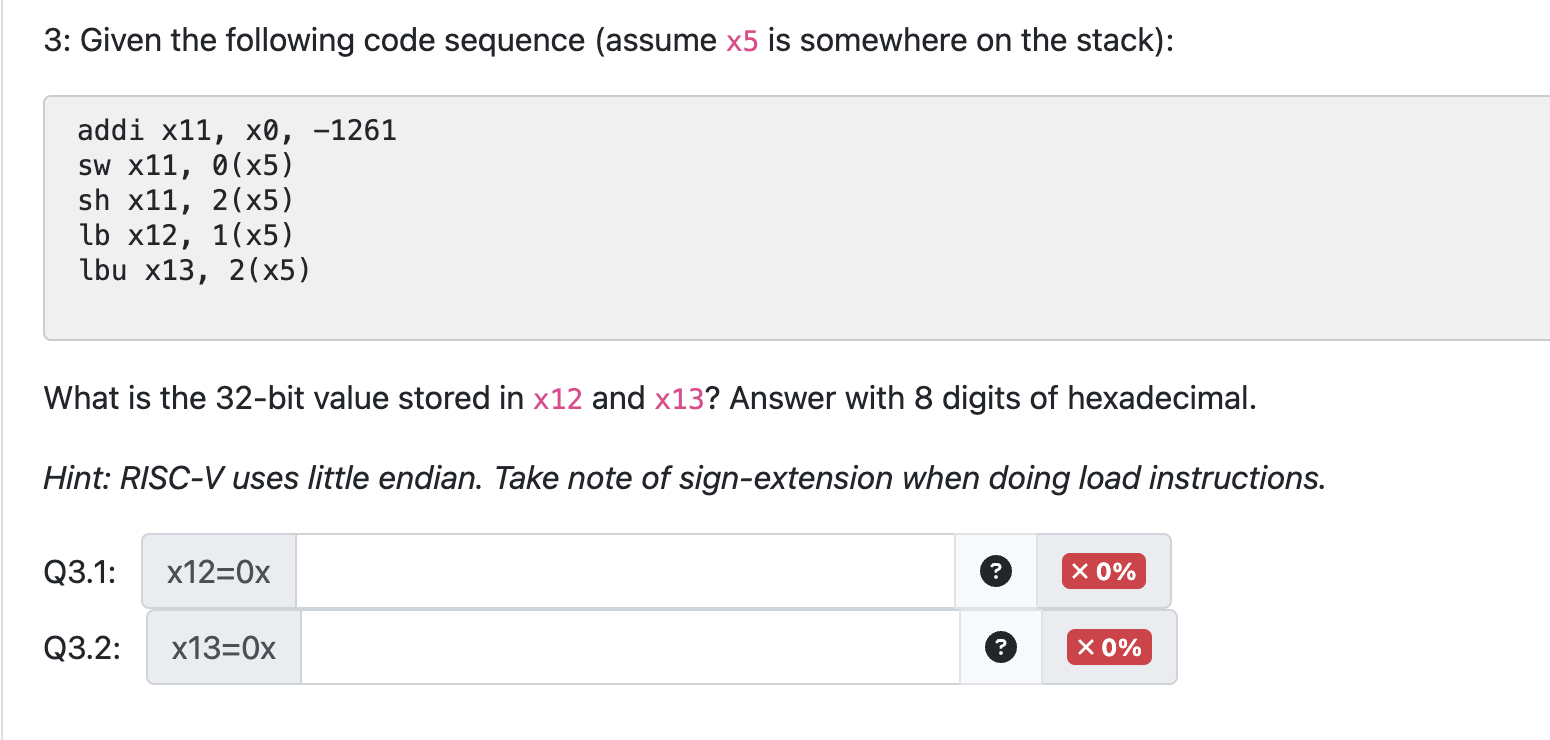 3: Given the following code sequence (assume x5 is somewhere on the stack):
addi x11, x0, −1261
sw x11, 0(x5)
sh x11, 2(x5)
lb x12, 1(x5)
lbu x13, 2(x5)
What is the 32-bit value stored in x12 and x13? Answer with 8 digits of hexadecimal.
Hint: RISC-V uses little endian. Take note of sign-extension when doing load instructions.
Q3.1: x12=0x ? × 0%
Q3.2: x13=0x ? × 0%